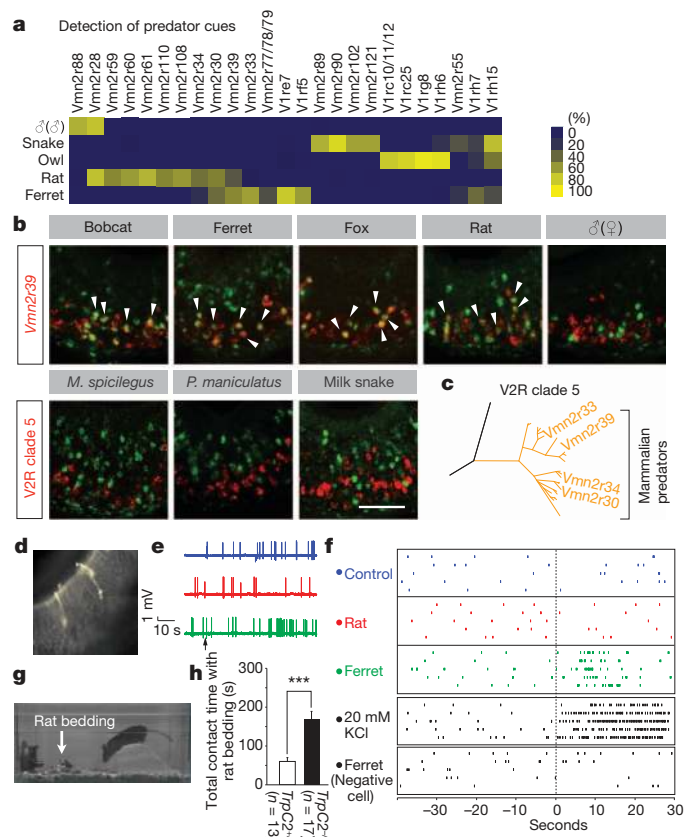 a
Detection of predator cues
Vmn2r88
Vmn2r28
Vmn2r59
Vmn2r60
Vmn2r61
Vmn2r110
Vmn2r108
Vmn2r34
Vmn2r30
Vmn2r39
Vmn2r33
Vmn2r77/78/79
V1re7
V1rf5
Vmn2r89
Vmn2r90
Vmn2r102
Vmn2r121
V1rc10/11/12
V1rc25
V1rg8
V1rh6
Vmn2r55
V1rh7
V1rh15
♂(♂)
Snake
Owl
Rat
Ferret
(%)
0
20
40
60
80
100
b
Bobcat
Ferret
Fox
Rat
♂(♀)
Vmn2r39
M. spicilegus
P. maniculatus
Milk snake
V2R clade 5
c
V2R clade 5
Vmn2r33
Vmn2r39
Vmn2r34
Vmn2r30
Mammalian
predators
d
e
1 mV
10 s
f
Control
Rat
Ferret
20 mM
KCl
Ferret
(Negative
cell)
−30
−20
−10
0
10
20
30
Seconds
g
Rat bedding
h
Total contact time with
rat bedding (s)
300
200
100
0
***
(n = 13
(n = 17,